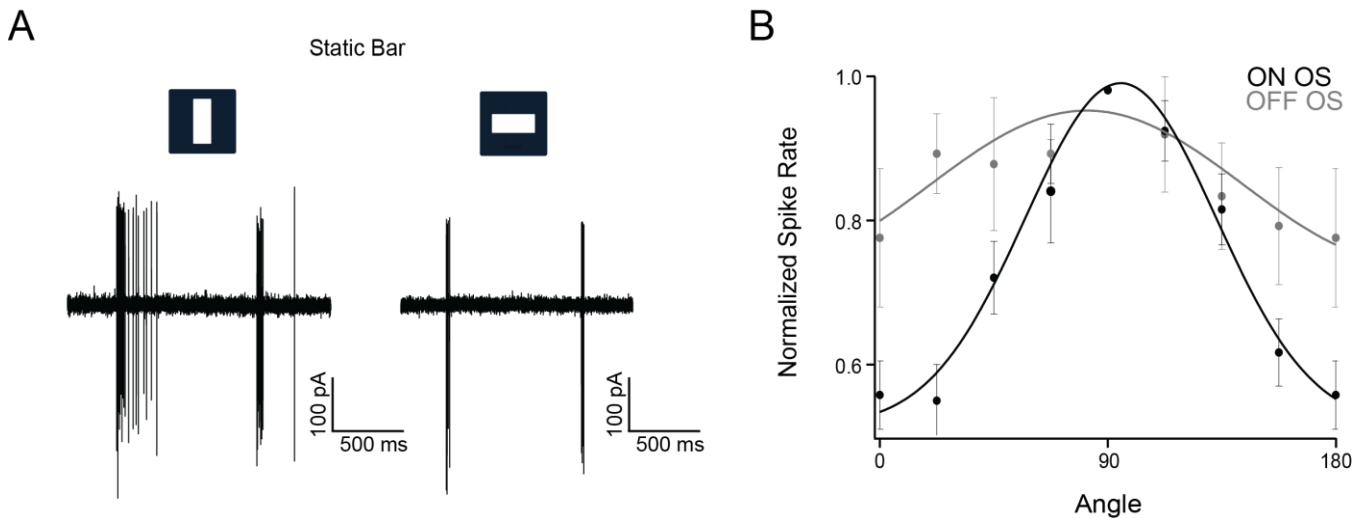 A
Static Bar
100 pA
500 ms
100 pA
500 ms
B
ON OS
OFF OS
Normalized Spike Rate
1.0
0.8
0.6
0
90
180
Angle